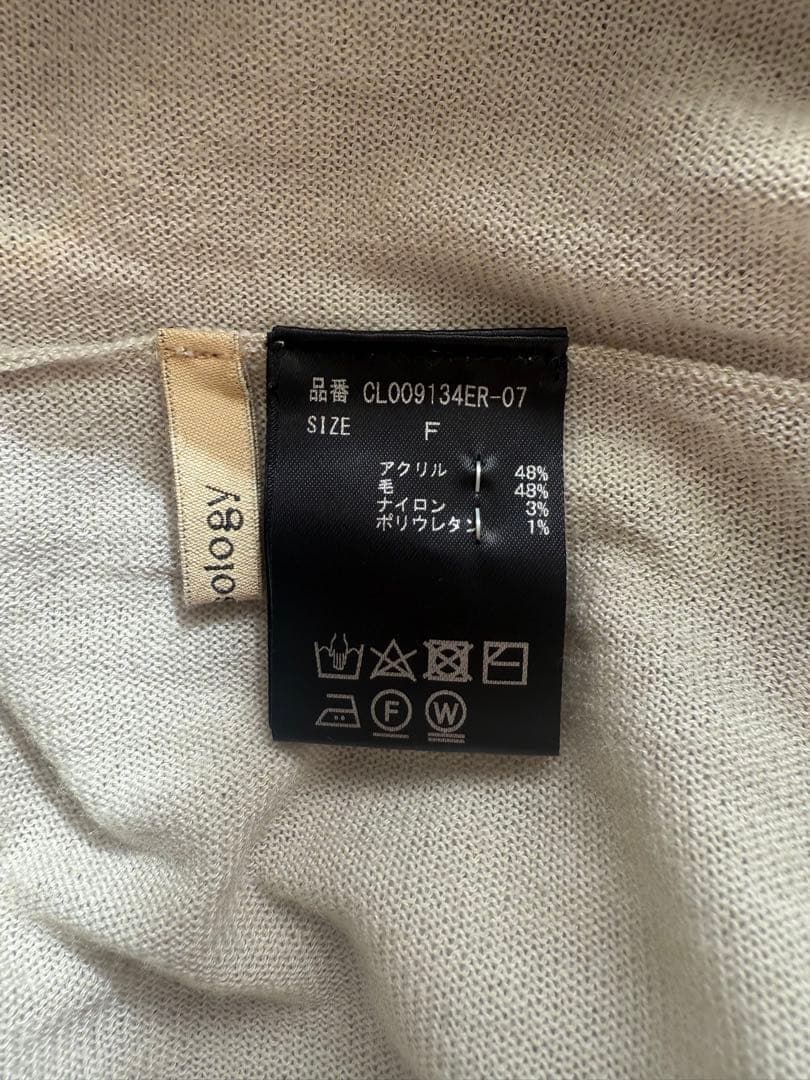 品番 CL009134ER-07
SIZE F
アクリル 48%
毛 48%
ナイロン 3%
ポリウレタン 1%
F W
ology